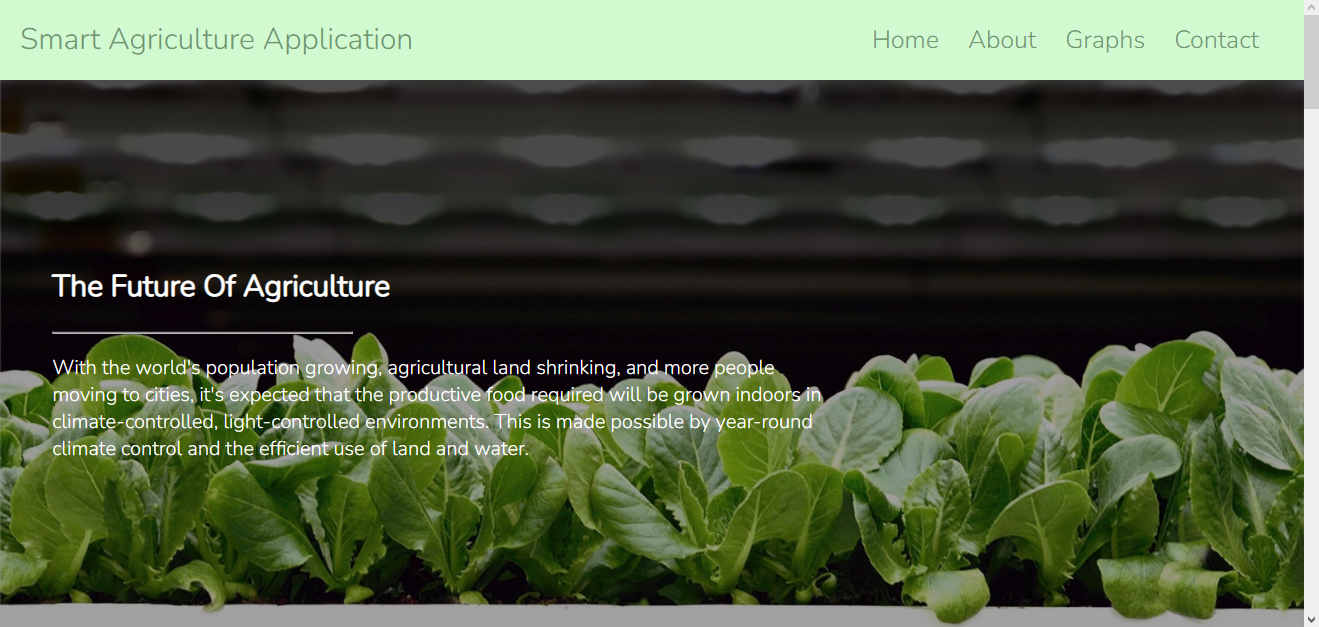 Smart Agriculture Application
Home About Graphs Contact
The Future Of Agriculture
With the world's population growing, agricultural land shrinking, and more people
moving to cities, it's expected that the productive food required will be grown indoors in
climate-controlled, light-controlled environments. This is made possible by year-round
climate control and the efficient use of land and water.